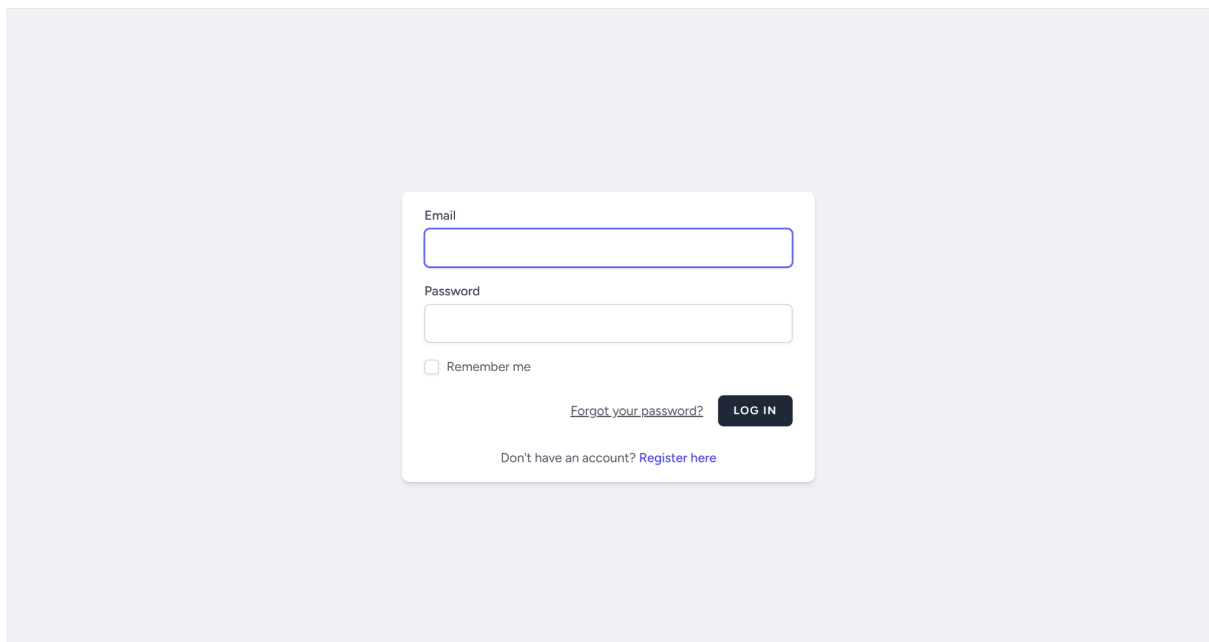 Email
Password
Remember me
Forgot your password? LOG IN
Don't have an account? Register here